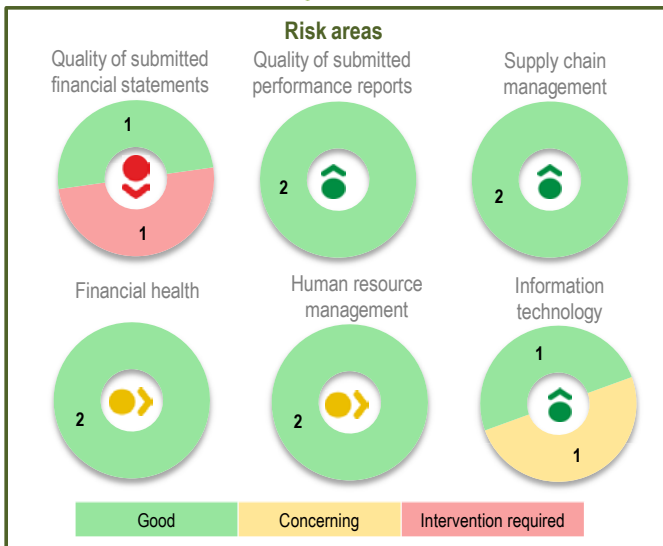 Risk areas
Quality of submitted
financial statements
Quality of submitted
performance reports
Supply chain
management
1
1
2
2
Financial health
Human resource
management
Information
technology
2
2
1
1
Good
Concerning
Intervention required